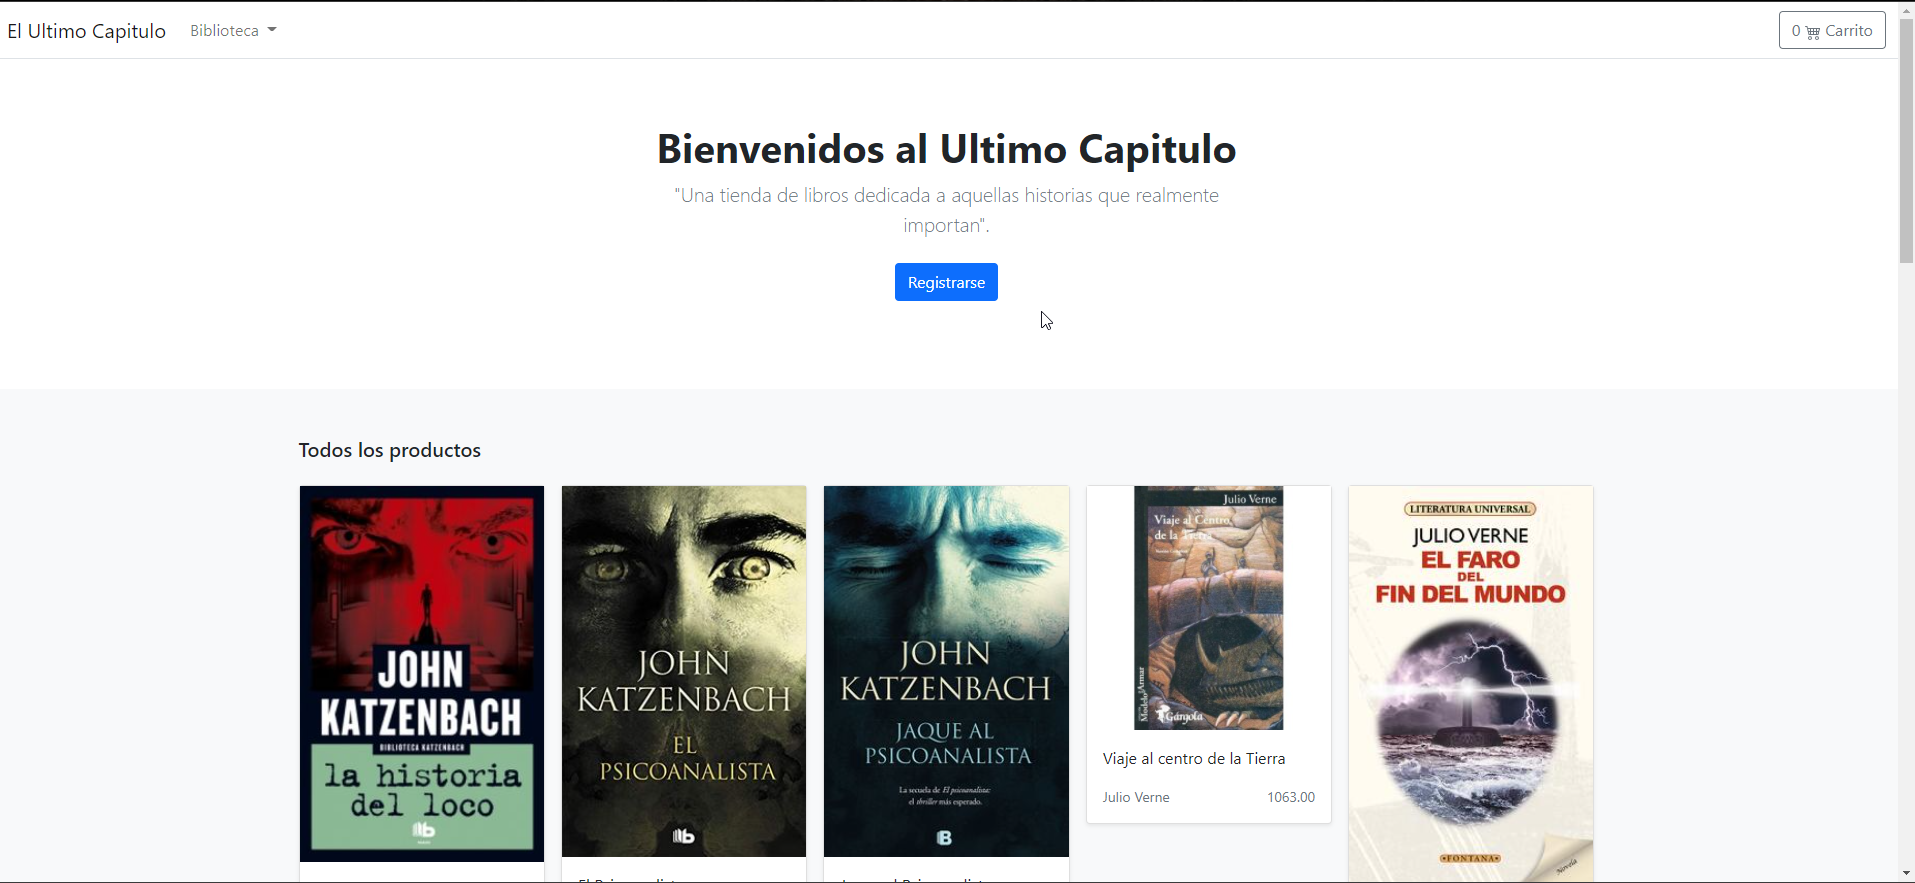 El Ultimo Capitulo
Biblioteca
0 Carrito
Bienvenidos al Ultimo Capitulo
"Una tienda de libros dedicada a aquellas historias que realmente
importan".
Registrarse
Todos los productos
JOHN
KATZENBACH
BIBLIOTECA KATZENBACH
la historia
del loco
JOHN
KATZENBACH
EL
PSICOANALISTA
JOHN
KATZENBACH
JAQUE AL
PSICOANALISTA
La secuela de El psicoanalista:
el thriller más esperado.
B
Julio Verne
Viaje al Centro
de la Tierra
Gárgola
Viaje al centro de la Tierra
Julio Verne
1063.00
LITERATURA UNIVERSAL
JULIO VERNE
EL FARO
DEL
FIN DEL MUNDO
FONTANA
Novela